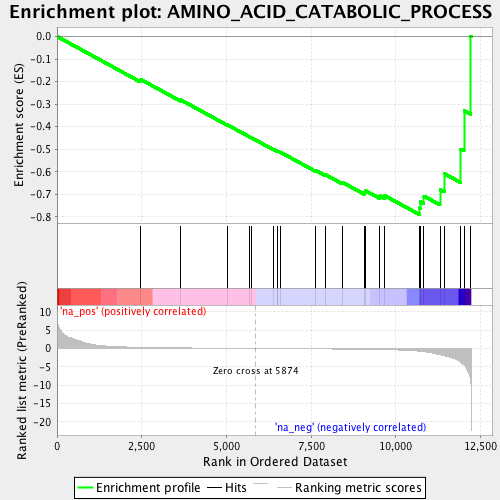 Enrichment plot: AMINO_ACID_CATABOLIC_PROCESS
Enrichment score (ES)
0.0
-0.1
-0.2
-0.3
-0.4
-0.5
-0.6
-0.7
-0.8
'na_pos' (positively correlated)
Ranked list metric (PreRanked)
10
5
0
-5
-10
-15
-20
Zero cross at 5874
'na_neg' (negatively correlated)
0
2,500
5,000
7,500
10,000
12,500
Rank in Ordered Dataset
Enrichment profile
Hits
Ranking metric scores